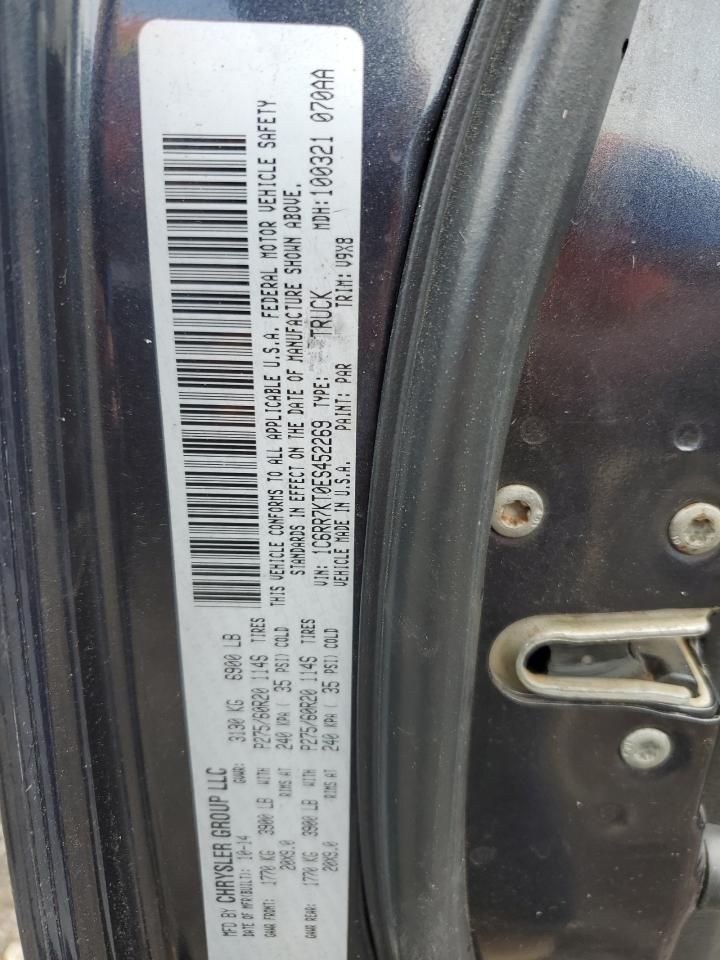 MFD BY CHRYSLER GROUP LLC
DATE OF MFR(BUILT): 10-14 GVWR: 3130 KG 6900 LB
GAWR FRONT: 1770 KG 3900 LB WITH P275/60R20 114S TIRES
20X9.0 RIMS AT 240 KPA ( 35 PSI) COLD
GAWR REAR: 1770 KG 3900 LB WITH P275/60R20 114S TIRES
20X9.0 RIMS AT 240 KPA ( 35 PSI) COLD
THIS VEHICLE CONFORMS TO ALL APPLICABLE U.S.A. FEDERAL MOTOR VEHICLE SAFETY
STANDARDS IN EFFECT ON THE DATE OF MANUFACTURE SHOWN ABOVE.
VIN: 1C6RR7KT0ES452269 TYPE: TRUCK MDH:100321 070AA
VEHICLE MADE IN U.S.A. PAINT: PAR TRIM: V9X8